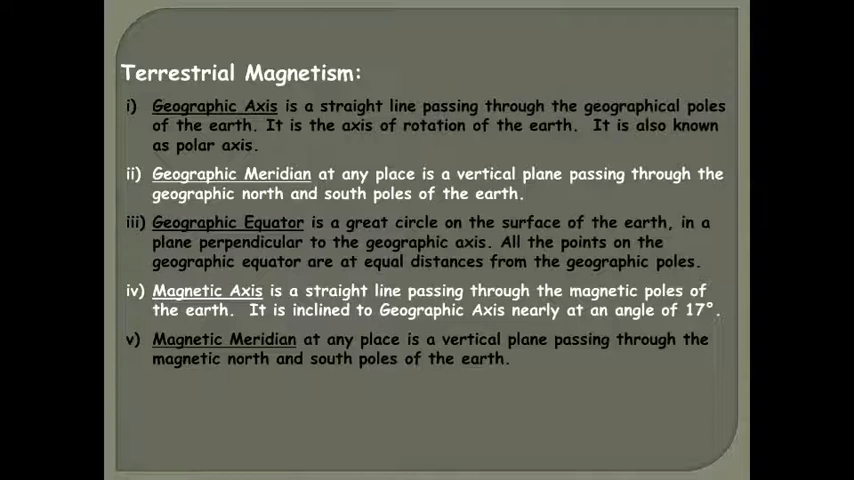 Terrestrial Magnetism:
i) Geographic Axis is a straight line passing through the geographical poles
of the earth. It is the axis of rotation of the earth. It is also known
as polar axis.
ii) Geographic Meridian at any place is a vertical plane passing through the
geographic north and south poles of the earth.
iii) Geographic Equator is a great circle on the surface of the earth, in a
plane perpendicular to the geographic axis. All the points on the
geographic equator are at equal distances from the geographic poles.
iv) Magnetic Axis is a straight line passing through the magnetic poles of
the earth. It is inclined to Geographic Axis nearly at an angle of 17°.
v) Magnetic Meridian at any place is a vertical plane passing through the
magnetic north and south poles of the earth.